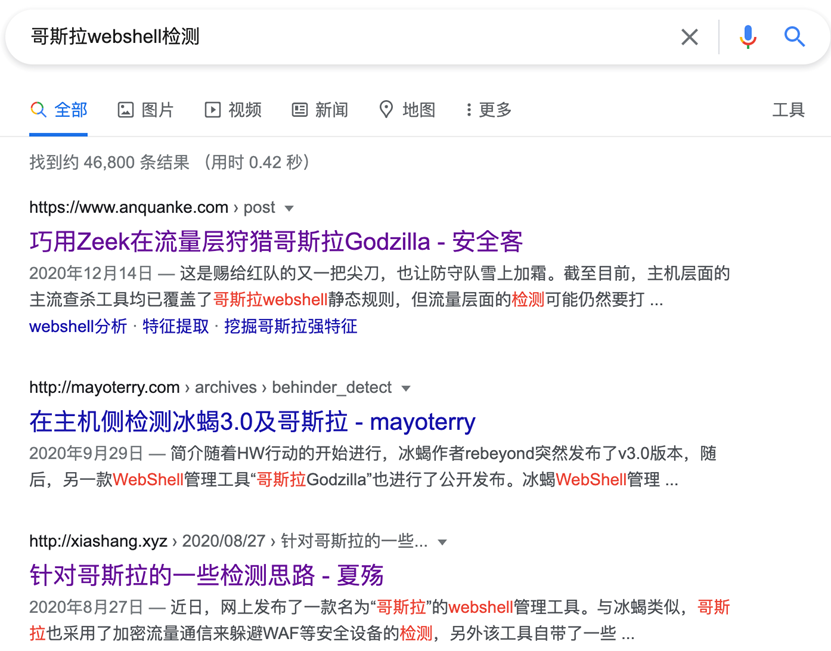 哥斯拉webshell检测
全部 图片 视频 新闻 地图 更多 工具
找到约 46,800 条结果 （用时 0.42 秒）
https://www.anquanke.com › post
巧用Zeek在流量层狩猎哥斯拉Godzilla - 安全客
2020年12月14日 — 这是赐给红队的又一把尖刀，也让防守队雪上加霜。截至目前，主机层面的
主流查杀工具均已覆盖了哥斯拉webshell静态规则，但流量层面的检测可能仍然要打 ...
webshell分析 · 特征提取 · 挖掘哥斯拉强特征
http://mayoterry.com › archives › behinder_detect
在主机侧检测冰蝎3.0及哥斯拉 - mayoterry
2020年9月29日 — 简介随着HW行动的开始进行，冰蝎作者rebeyond突然发布了v3.0版本，随
后，另一款WebShell管理工具“哥斯拉Godzilla”也进行了公开发布。冰蝎WebShell管理 ...
http://xiashang.xyz › 2020/08/27 › 针对哥斯拉的一些...
针对哥斯拉的一些检测思路 - 夏殇
2020年8月27日 — 近日，网上发布了一款名为“哥斯拉”的webshell管理工具。与冰蝎类似，哥斯
拉也采用了加密流量通信来躲避WAF等安全设备的检测，另外该工具自带了一些 ...